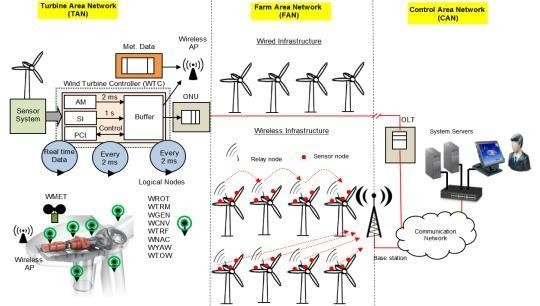 Turbine Area Network
(TAN)
Farm Area Network
(FAN)
Control Area Network
(CAN)
Met. Data
Wireless
AP
Wired Infrastructure
Wind Turbine Controller (WTC)
ONU
Sensor
System
AM
2 ms
SI
1 s
PCI
Control
Buffer
OLT
System Servers
Wireless Infrastructure
Relay node
Sensor node
Real time
Data
Every
2 ms
Every
2 ms
Logical Nodes
WMET
WROT
WTRM
WGEN
WCNV
WTRF
WNAC
WYAW
WTOW
Wireless
AP
Communication
Network
Base station